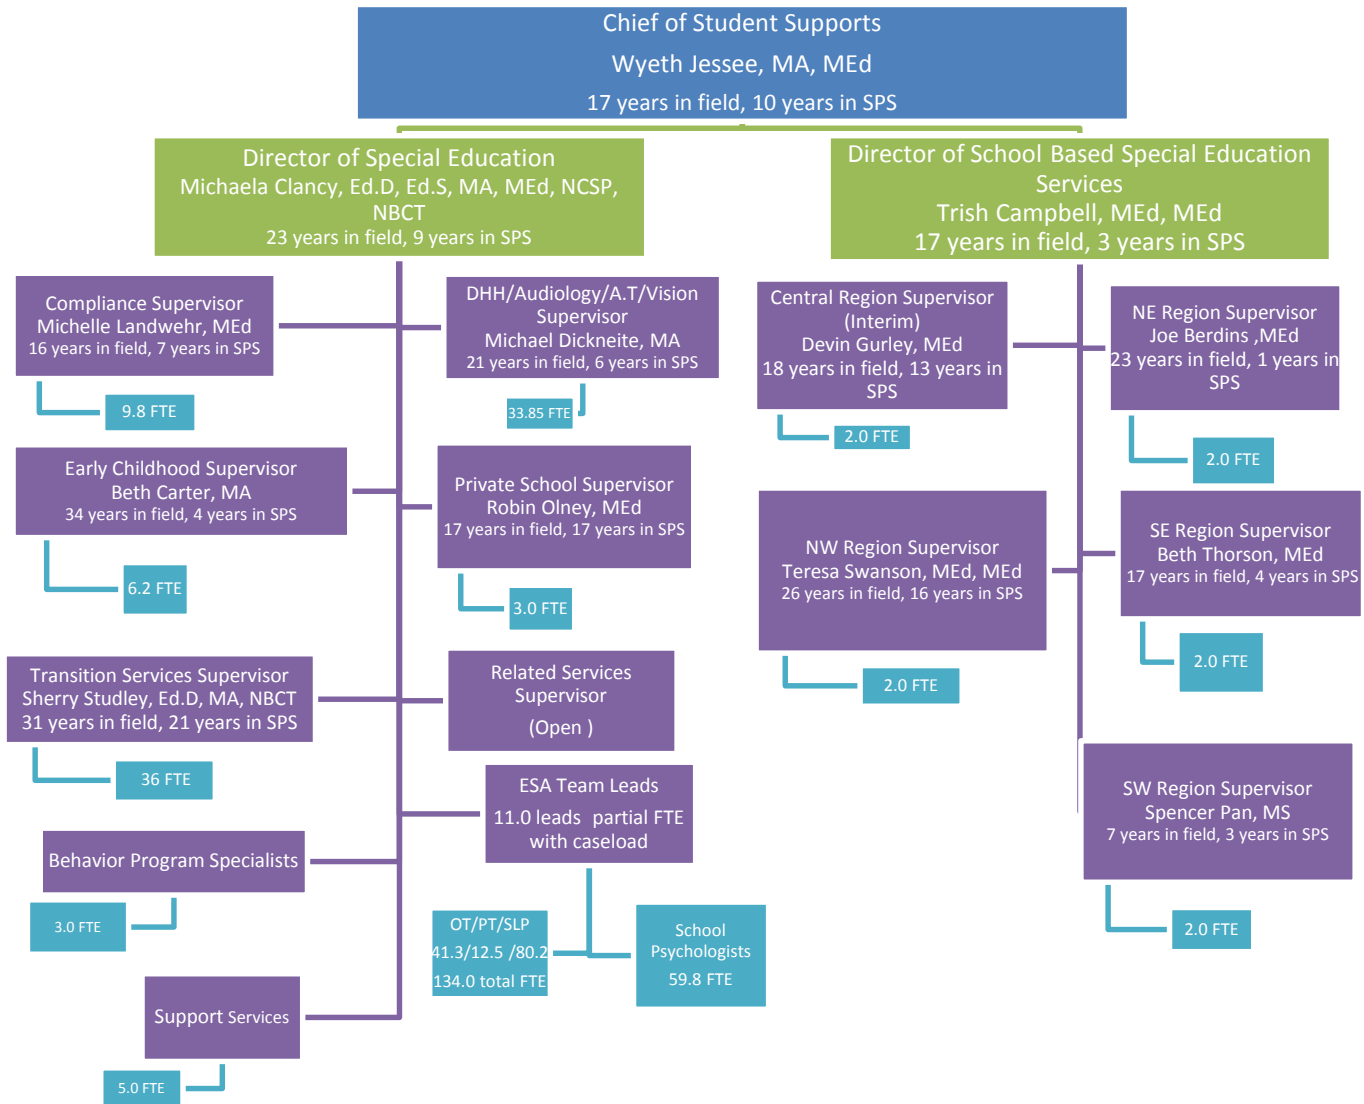 Chief of Student Supports
Wyeth Jessee, MA, MEd
17 years in field, 10 years in SPS
Director of Special Education
Michaela Clancy, Ed.D, Ed.S, MA, MEd, NCSP,
NBCT
23 years in field, 9 years in SPS
Director of School Based Special Education
Services
Trish Campbell, MEd, MEd
17 years in field, 3 years in SPS
Compliance Supervisor
Michelle Landwehr, MEd
16 years in field, 7 years in SPS
9.8 FTE
DHH/Audiology/A.T/Vision
Supervisor
Michael Dickneite, MA
21 years in field, 6 years in SPS
33.85 FTE
Early Childhood Supervisor
Beth Carter, MA
34 years in field, 4 years in SPS
6.2 FTE
Private School Supervisor
Robin Olney, MEd
17 years in field, 17 years in SPS
3.0 FTE
Transition Services Supervisor
Sherry Studley, Ed.D, MA, NBCT
31 years in field, 21 years in SPS
36 FTE
Related Services
Supervisor
(Open )
ESA Team Leads
11.0 leads partial FTE
with caseload
OT/PT/SLP
41.3/12.5 /80.2
134.0 total FTE
School
Psychologists
59.8 FTE
Behavior Program Specialists
3.0 FTE
Support Services
5.0 FTE
Central Region Supervisor
(Interim)
Devin Gurley, MEd
18 years in field, 13 years in
SPS
2.0 FTE
NE Region Supervisor
Joe Berdins ,MEd
23 years in field, 1 years in
SPS
2.0 FTE
NW Region Supervisor
Teresa Swanson, MEd, MEd
26 years in field, 16 years in SPS
2.0 FTE
SE Region Supervisor
Beth Thorson, MEd
17 years in field, 4 years in SPS
2.0 FTE
SW Region Supervisor
Spencer Pan, MS
7 years in field, 3 years in SPS
2.0 FTE